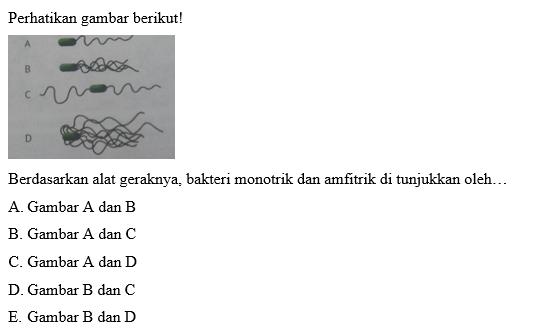 Perhatikan gambar berikut!
A
B
C
D
Berdasarkan alat geraknya, bakteri monotrik dan amfitrik di tunjukkan oleh…
A. Gambar A dan B
B. Gambar A dan C
C. Gambar A dan D
D. Gambar B dan C
E. Gambar B dan D